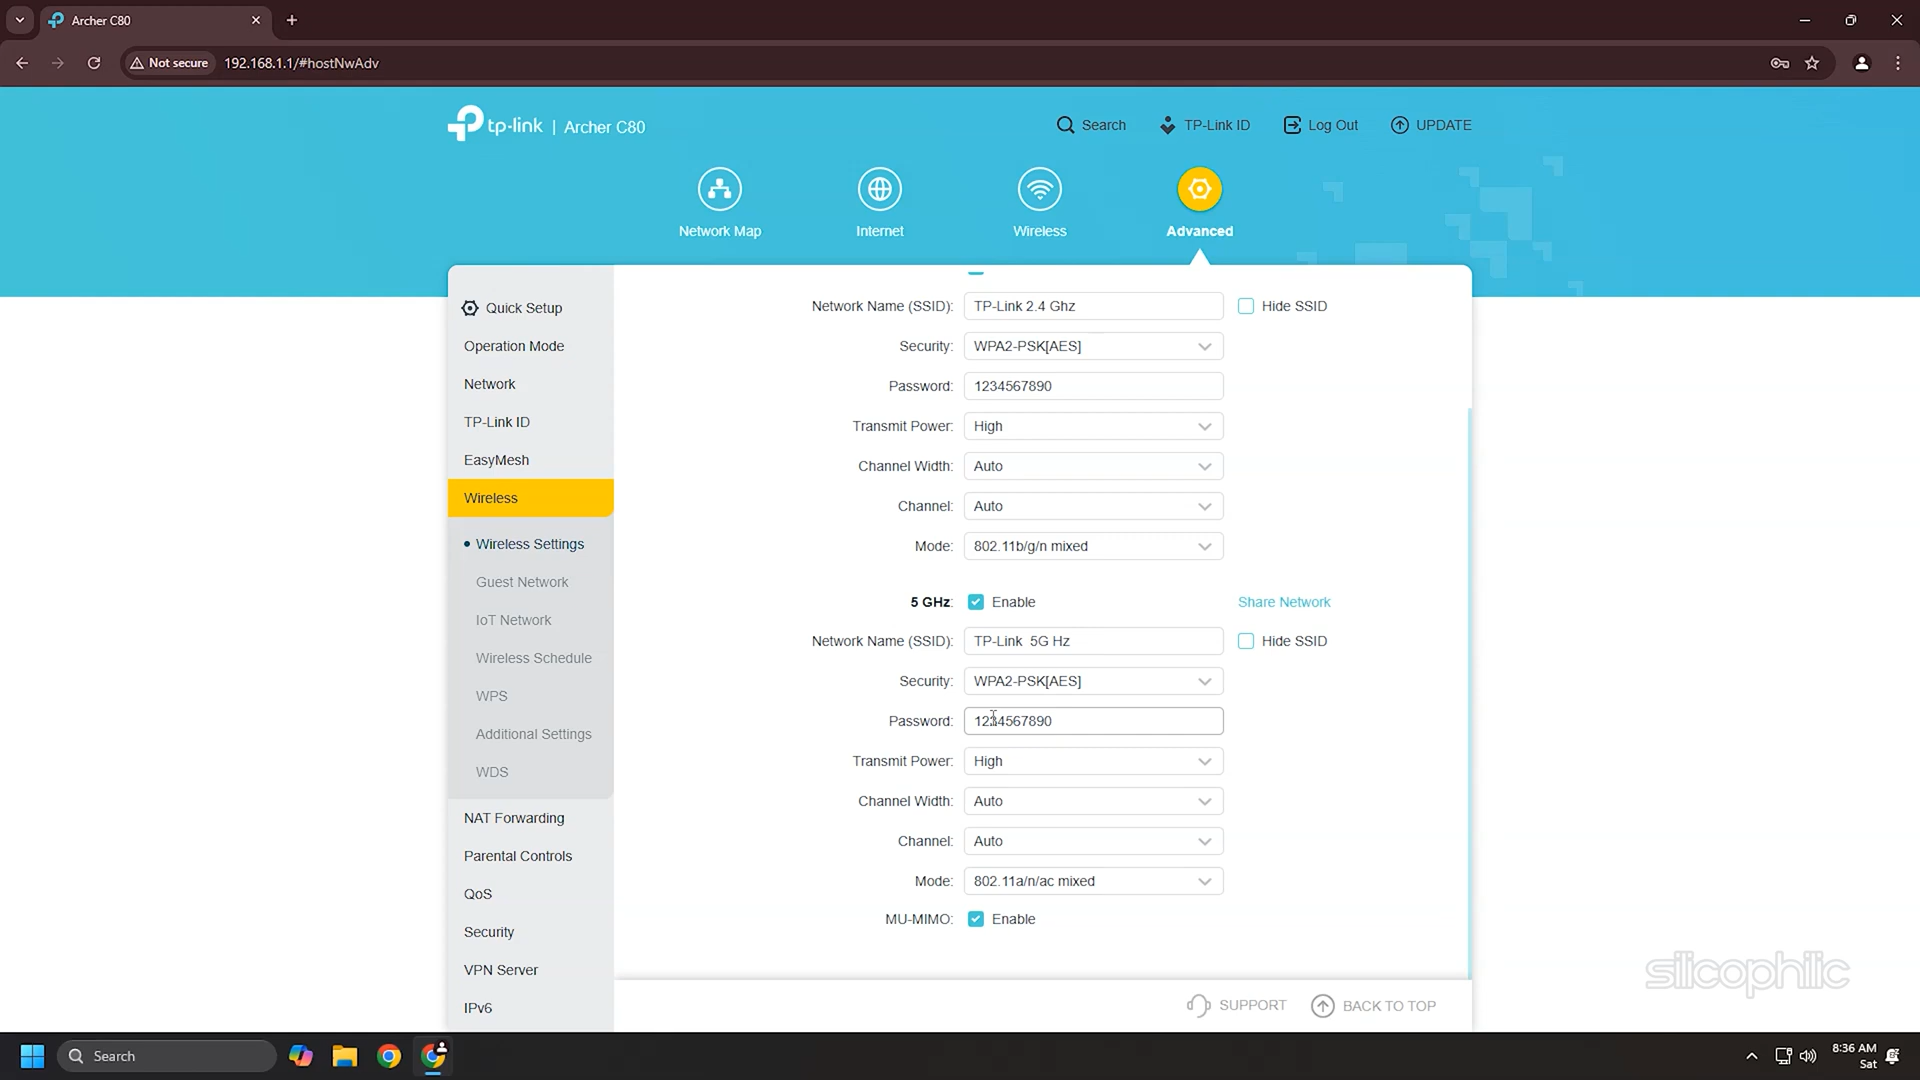 Archer C80
Not secure 192.168.1.1/#hostNwAdv
tp-link | Archer C80
Search TP-Link ID Log Out UPDATE
Network Map Internet Wireless Advanced
Quick Setup
Operation Mode
Network
TP-Link ID
EasyMesh
Wireless
Wireless Settings
Guest Network
IoT Network
Wireless Schedule
WPS
Additional Settings
WDS
NAT Forwarding
Parental Controls
QoS
Security
VPN Server
IPv6
Network Name (SSID): TP-Link 2.4 Ghz Hide SSID
Security: WPA2-PSK[AES]
Password: 1234567890
Transmit Power: High
Channel Width: Auto
Channel: Auto
Mode: 802.11b/g/n mixed
5 GHz: Enable Share Network
Network Name (SSID): TP-Link  5G Hz Hide SSID
Security: WPA2-PSK[AES]
Password: 1234567890
Transmit Power: High
Channel Width: Auto
Channel: Auto
Mode: 802.11a/n/ac mixed
MU-MIMO: Enable
SUPPORT BACK TO TOP
silicophilic
Search
8:36 AM
Sat